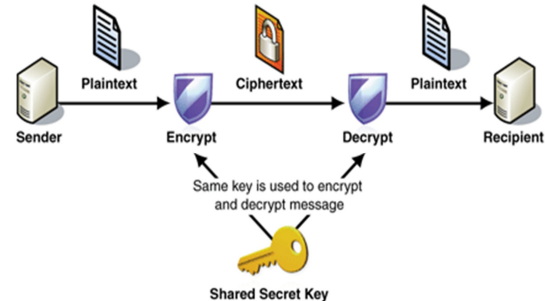 Plaintext
Ciphertext
Plaintext
Sender
Encrypt
Decrypt
Recipient
Same key is used to encrypt
and decrypt message
Shared Secret Key